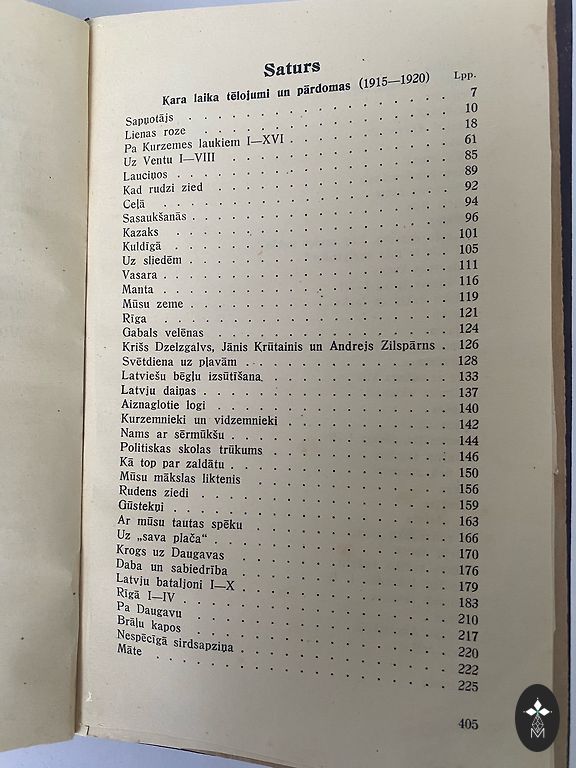 Saturs
Kara laika tēlojumi un pārdomas (1915—1920) Lpp.
Sapņotājs . . . . . . . . . . 7
Lienas roze . . . . . . . . . . 10
Pa Kurzemes laukiem I—XVI . . . . . . . . . . 18
Uz Ventu I—VIII . . . . . . . . . . 61
Lauciņos . . . . . . . . . . 85
Kad rudzi zied . . . . . . . . . . 89
Ceļā . . . . . . . . . . 92
Sasaukšanās . . . . . . . . . . 94
Kazaks . . . . . . . . . . 96
Kuldīgā . . . . . . . . . . 101
Uz sliedēm . . . . . . . . . . 105
Vasara . . . . . . . . . . 111
Manta . . . . . . . . . . 116
Mūsu zeme . . . . . . . . . . 119
Rīga . . . . . . . . . . 121
Gabals velēnas . . . . . . . . . . 124
Krišs Dzelzgalvs, Jānis Krūtainis un Andrejs Zilspārns . 126
Svētdiena uz pļavām . . . . . . . . . . 128
Latviešu bēgļu izsūtīšana . . . . . . . . . . 133
Latvju daiņas . . . . . . . . . . 137
Aiznaglotie logi . . . . . . . . . . 140
Kurzemnieki un vidzemnieki . . . . . . . . . . 142
Nams ar sērmūkšu . . . . . . . . . . 144
Politiskas skolas trūkums . . . . . . . . . . 146
Kā top par zaldātu . . . . . . . . . . 150
Mūsu mākslas liktenis . . . . . . . . . . 156
Rudens ziedi . . . . . . . . . . 159
Gūstekņi . . . . . . . . . . 163
Ar mūsu tautas spēku . . . . . . . . . . 166
Uz „sava plača“ . . . . . . . . . . 170
Krogs uz Daugavas . . . . . . . . . . 176
Daba un sabiedrība . . . . . . . . . . 179
Latvju bataljoni I—X . . . . . . . . . . 183
Rīgā I—IV . . . . . . . . . . 210
Pa Daugavu . . . . . . . . . . 217
Brāļu kapos . . . . . . . . . . 220
Nespēcīgā sirdsapziņa . . . . . . . . . . 222
Māte . . . . . . . . . . 225
405
M